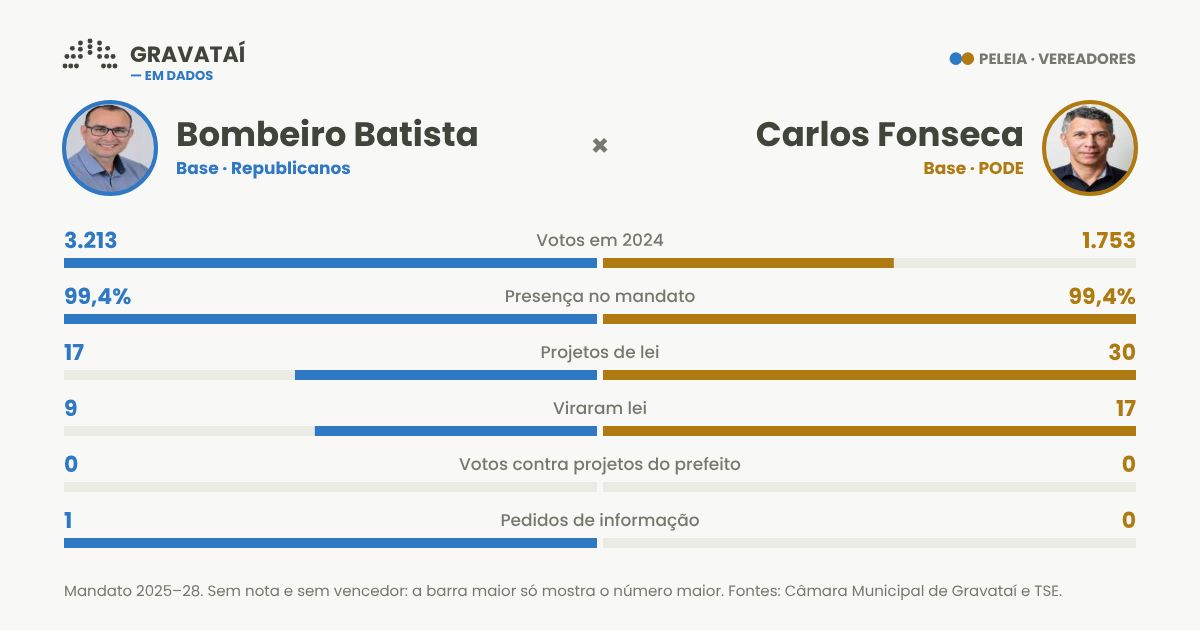 GRAVATAÍ
— EM DADOS
PELEIA · VEREADORES
Bombeiro Batista
Base · Republicanos
×
Carlos Fonseca
Base · PODE
3.213 Votos em 2024 1.753
99,4% Presença no mandato 99,4%
17 Projetos de lei 30
9 Viraram lei 17
0 Votos contra projetos do prefeito 0
1 Pedidos de informação 0
Mandato 2025–28. Sem nota e sem vencedor: a barra maior só mostra o número maior. Fontes: Câmara Municipal de Gravataí e TSE.